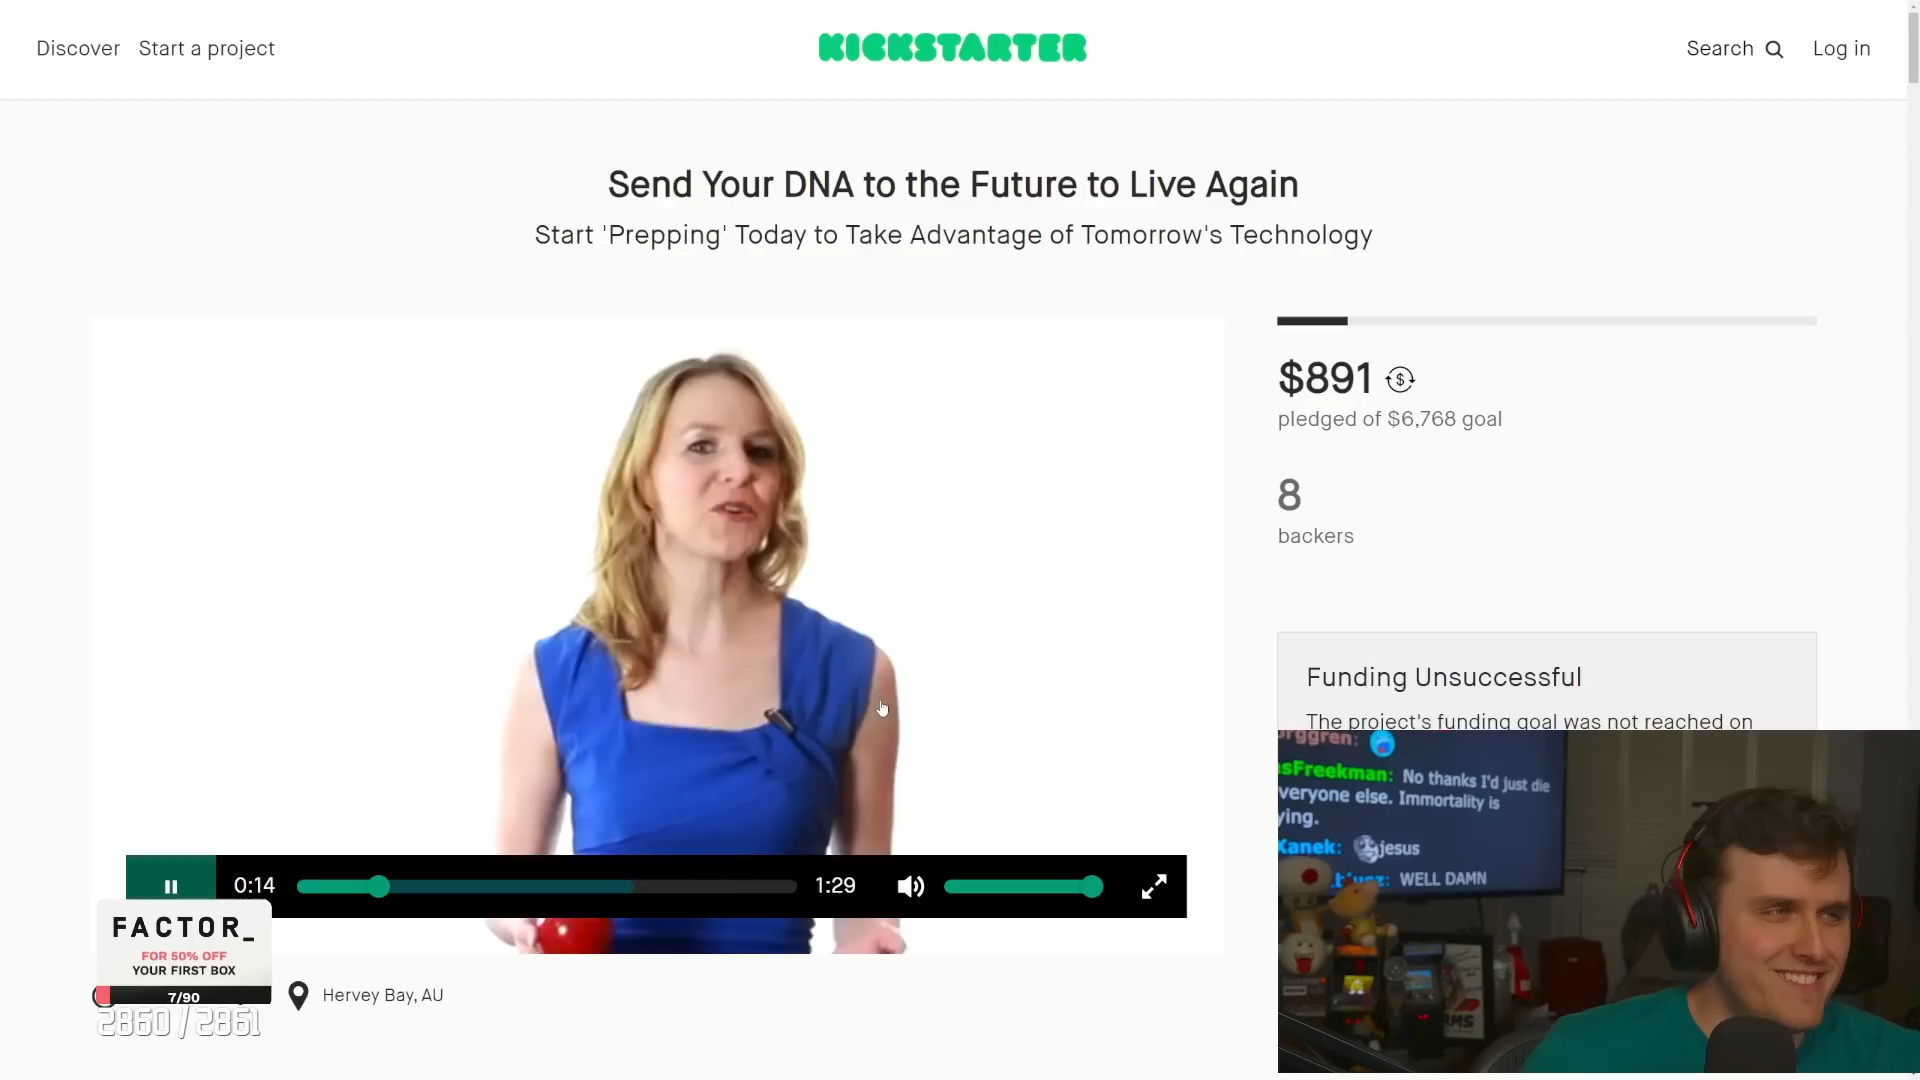 Discover
Start a project
KICKSTARTER
Search
Log in
Send Your DNA to the Future to Live Again
Start 'Prepping' Today to Take Advantage of Tomorrow's Technology
$891
pledged of $6,768 goal
8
backers
Funding Unsuccessful
The project's funding goal was not reached on
0:14
1:29
FACTOR_
FOR 50% OFF
YOUR FIRST BOX
7/90
2860 / 2861
Hervey Bay, AU
rggren:
sFreekman: No thanks I'd just die
veryone else. Immortality is
ying.
Kanek: jesus
WELL DAMN